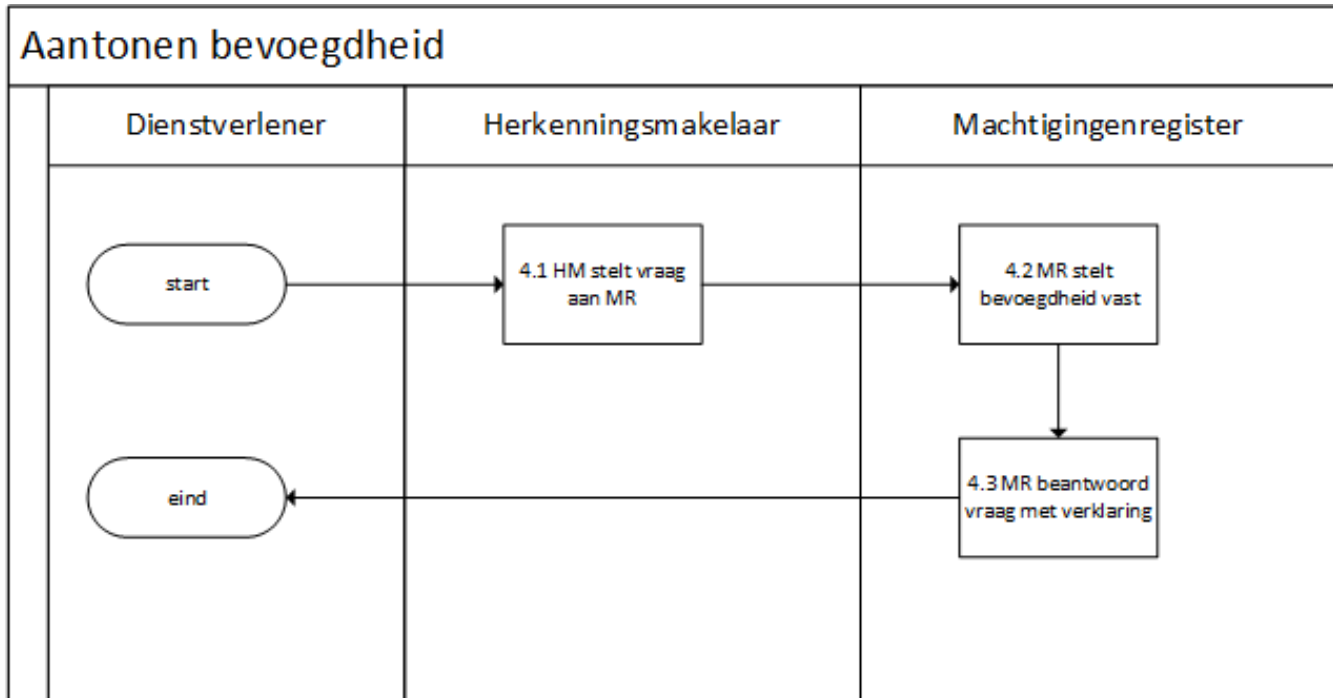 Aantonen bevoegdheid
Dienstverlener
Herkenningsmakelaar
Machtigingenregister
start
4.1 HM stelt vraag
aan MR
4.2 MR stelt
bevoegdheid vast
eind
4.3 MR beantwoord
vraag met verklaring